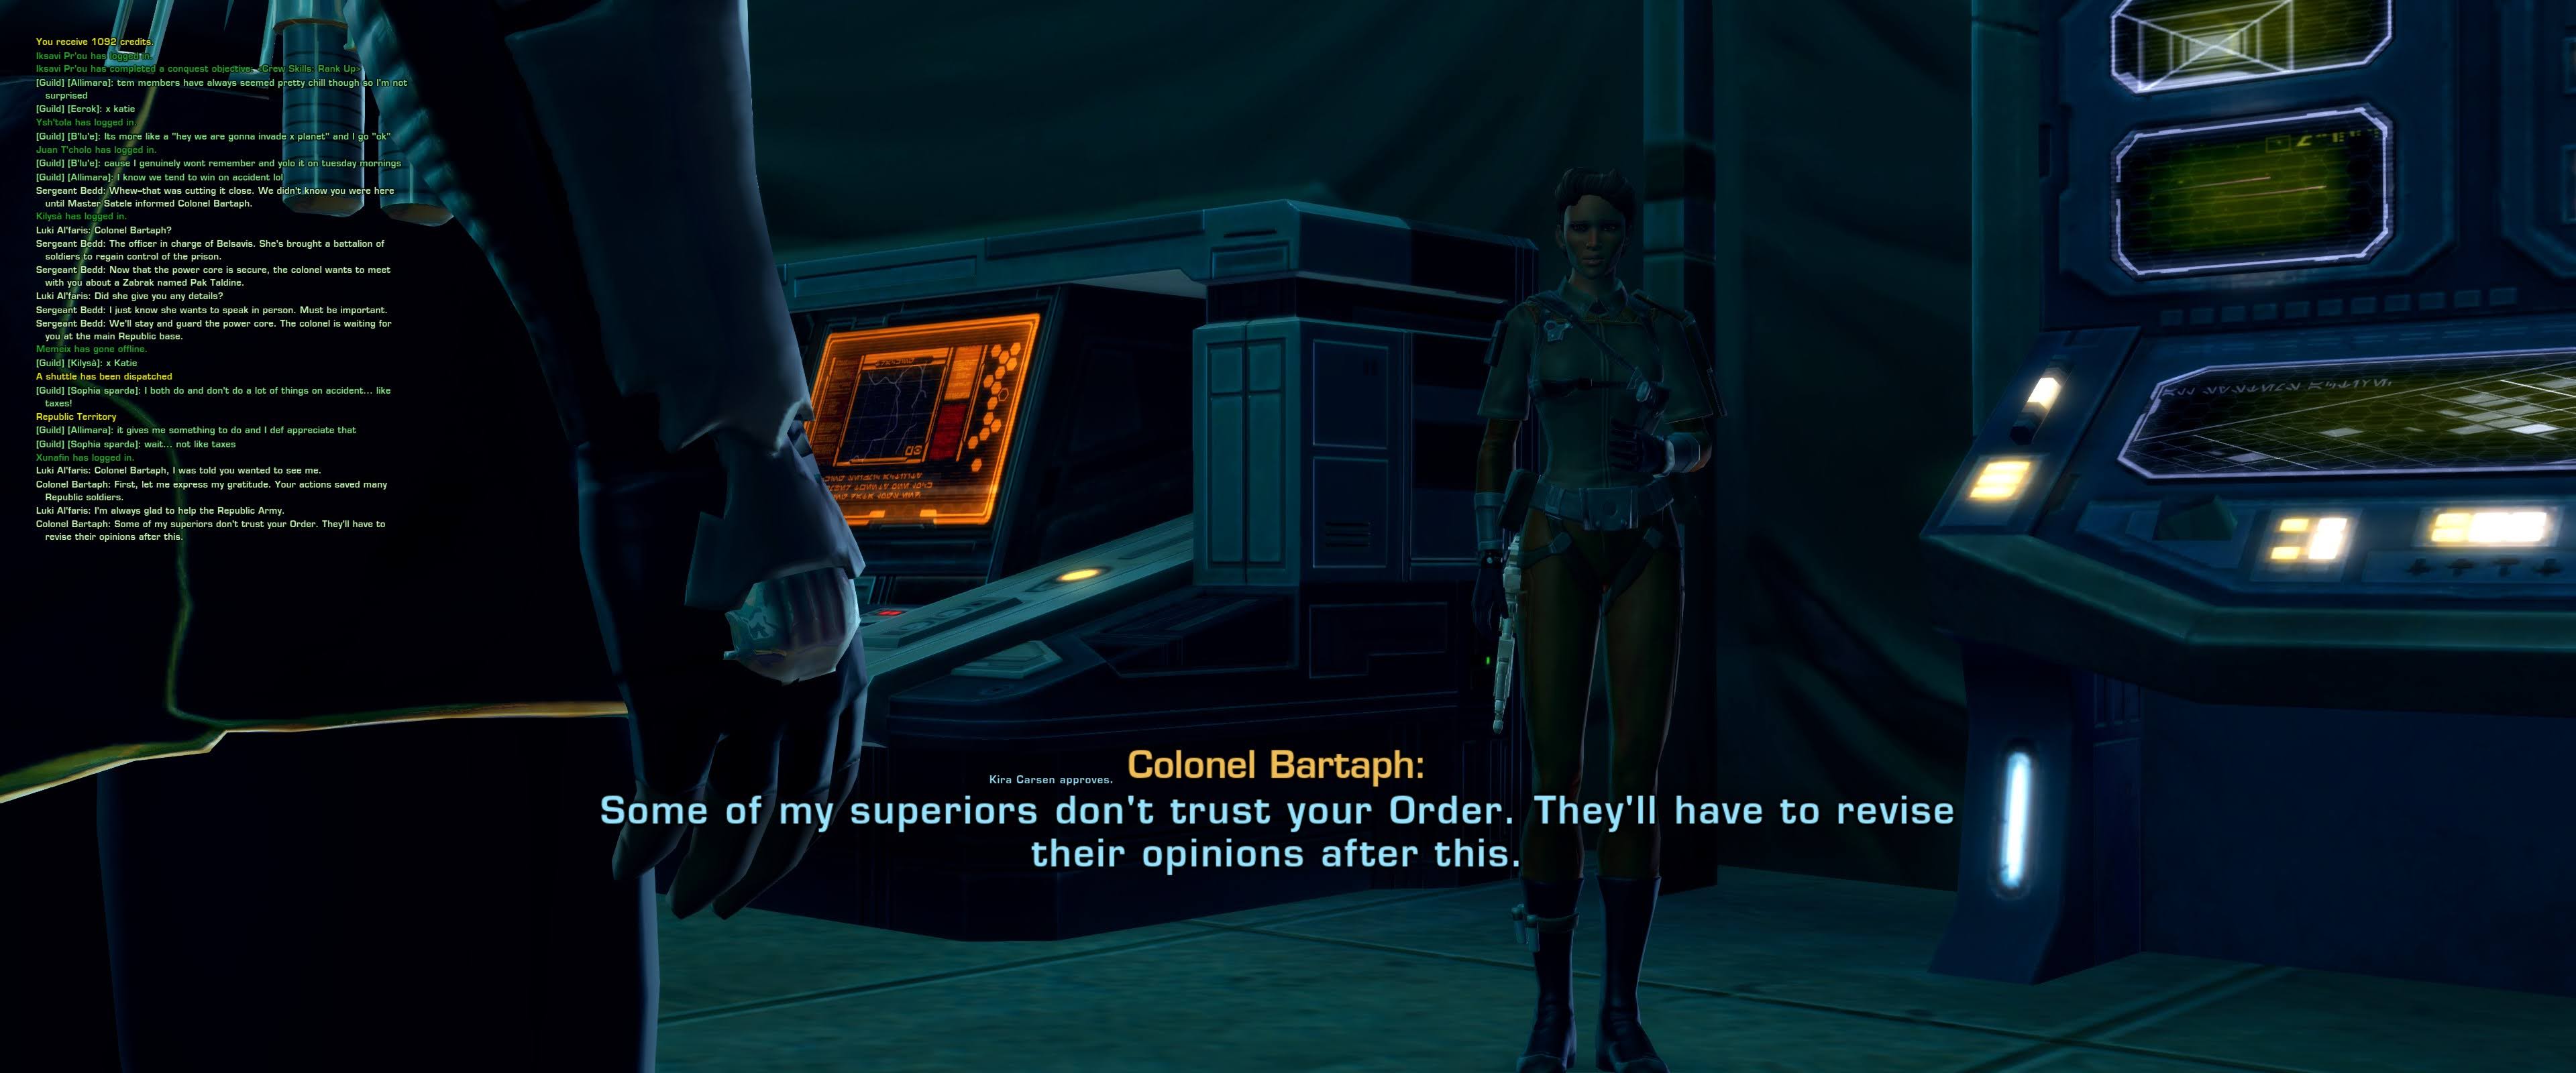 You receive 1092 credits.
Iksavi Pr'ou has logged in.
Iksavi Pr'ou has completed a conquest objective: <Crew Skills: Rank Up>
[Guild] [Allimara]: tem members have always seemed pretty chill though so I'm not
surprised
[Guild] [Eerok]: x katie
Ysh'tola has logged in.
[Guild] [B'lu'e]: Its more like a "hey we are gonna invade x planet" and I go "ok"
Juan T'cholo has logged in.
[Guild] [B'lu'e]: cause I genuinely wont remember and yolo it on tuesday mornings
[Guild] [Allimara]: I know we tend to win on accident lol
Sergeant Bedd: Whew–that was cutting it close. We didn't know you were here
until Master Satele informed Colonel Bartaph.
Kilysà has logged in.
Luki Al'faris: Colonel Bartaph?
Sergeant Bedd: The officer in charge of Belsavis. She's brought a battalion of
soldiers to regain control of the prison.
Sergeant Bedd: Now that the power core is secure, the colonel wants to meet
with you about a Zabrak named Pak Taldine.
Luki Al'faris: Did she give you any details?
Sergeant Bedd: I just know she wants to speak in person. Must be important.
Sergeant Bedd: We'll stay and guard the power core. The colonel is waiting for
you at the main Republic base.
Memeix has gone offline.
[Guild] [Kilysà]: x Katie
A shuttle has been dispatched
[Guild] [Sophia sparda]: I both do and don't do a lot of things on accident... like
taxes!
Republic Territory
[Guild] [Allimara]: it gives me something to do and I def appreciate that
[Guild] [Sophia sparda]: wait... not like taxes
Xunafin has logged in.
Luki Al'faris: Colonel Bartaph, I was told you wanted to see me.
Colonel Bartaph: First, let me express my gratitude. Your actions saved many
Republic soldiers.
Luki Al'faris: I'm always glad to help the Republic Army.
Colonel Bartaph: Some of my superiors don't trust your Order. They'll have to
revise their opinions after this.
Kira Carsen approves.
Colonel Bartaph:
Some of my superiors don't trust your Order. They'll have to revise
their opinions after this.